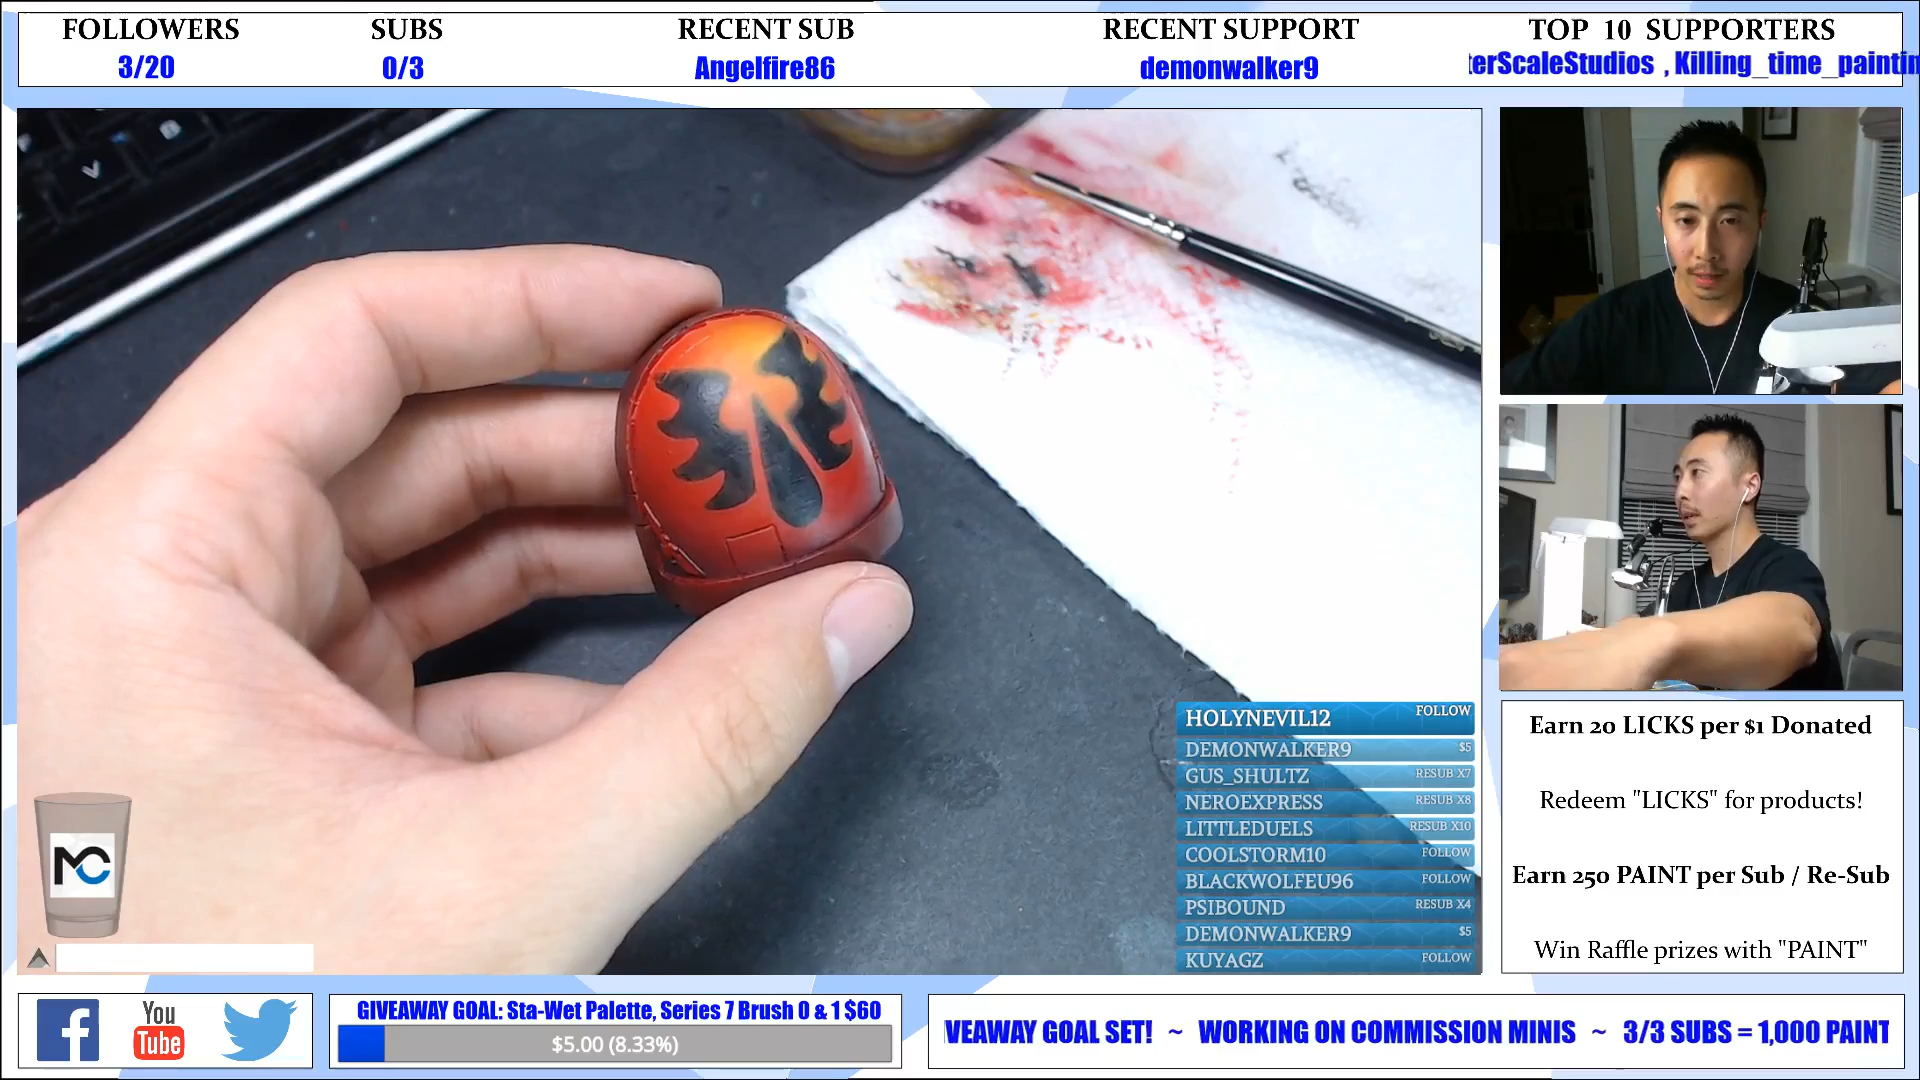 FOLLOWERS
3/20
SUBS
0/3
RECENT SUB
Angelfire86
RECENT SUPPORT
demonwalker9
TOP 10 SUPPORTERS
terScaleStudios , Killing_time_paintin
V
B
HOLYNEVIL12 FOLLOW
DEMONWALKER9 $5
GUS_SHULTZ RESUB X7
NEROEXPRESS RESUB X8
LITTLEDUELS RESUB X10
COOLSTORM10 FOLLOW
BLACKWOLFEU96 FOLLOW
PSIBOUND RESUB X4
DEMONWALKER9 $5
KUYAGZ FOLLOW
Earn 20 LICKS per $1 Donated
Redeem "LICKS" for products!
Earn 250 PAINT per Sub / Re-Sub
Win Raffle prizes with "PAINT"
MC
f
You
Tube
GIVEAWAY GOAL: Sta-Wet Palette, Series 7 Brush 0 & 1 $60
$5.00 (8.33%)
VEAWAY GOAL SET! ~ WORKING ON COMMISSION MINIS ~ 3/3 SUBS = 1,000 PAINT